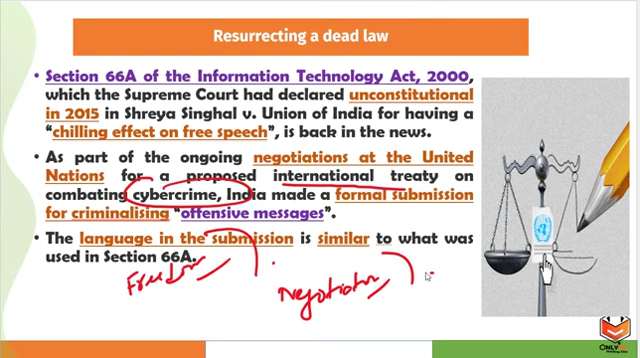 Resurrecting a dead law
• Section 66A of the Information Technology Act, 2000,
which the Supreme Court had declared unconstitutional
in 2015 in Shreya Singhal v. Union of India for having a
“chilling effect on free speech”, is back in the news.
• As part of the ongoing negotiations at the United
Nations for a proposed international treaty on
combating cybercrime, India made a formal submission
for criminalising “offensive messages”.
• The language in the submission is similar to what was
used in Section 66A.